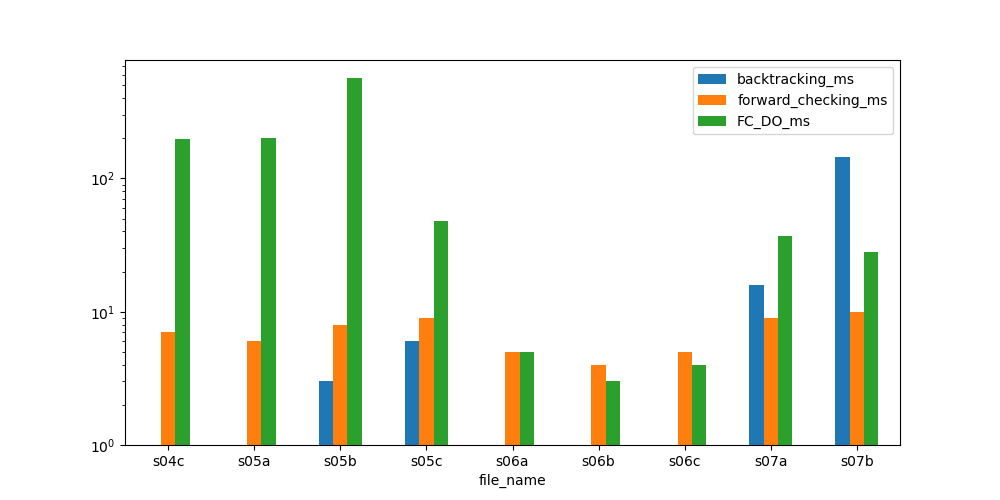 backtracking_ms
forward_checking_ms
FC_DO_ms
10²
10¹
10⁰
s04c s05a s05b s05c s06a s06b s06c s07a s07b
file_name